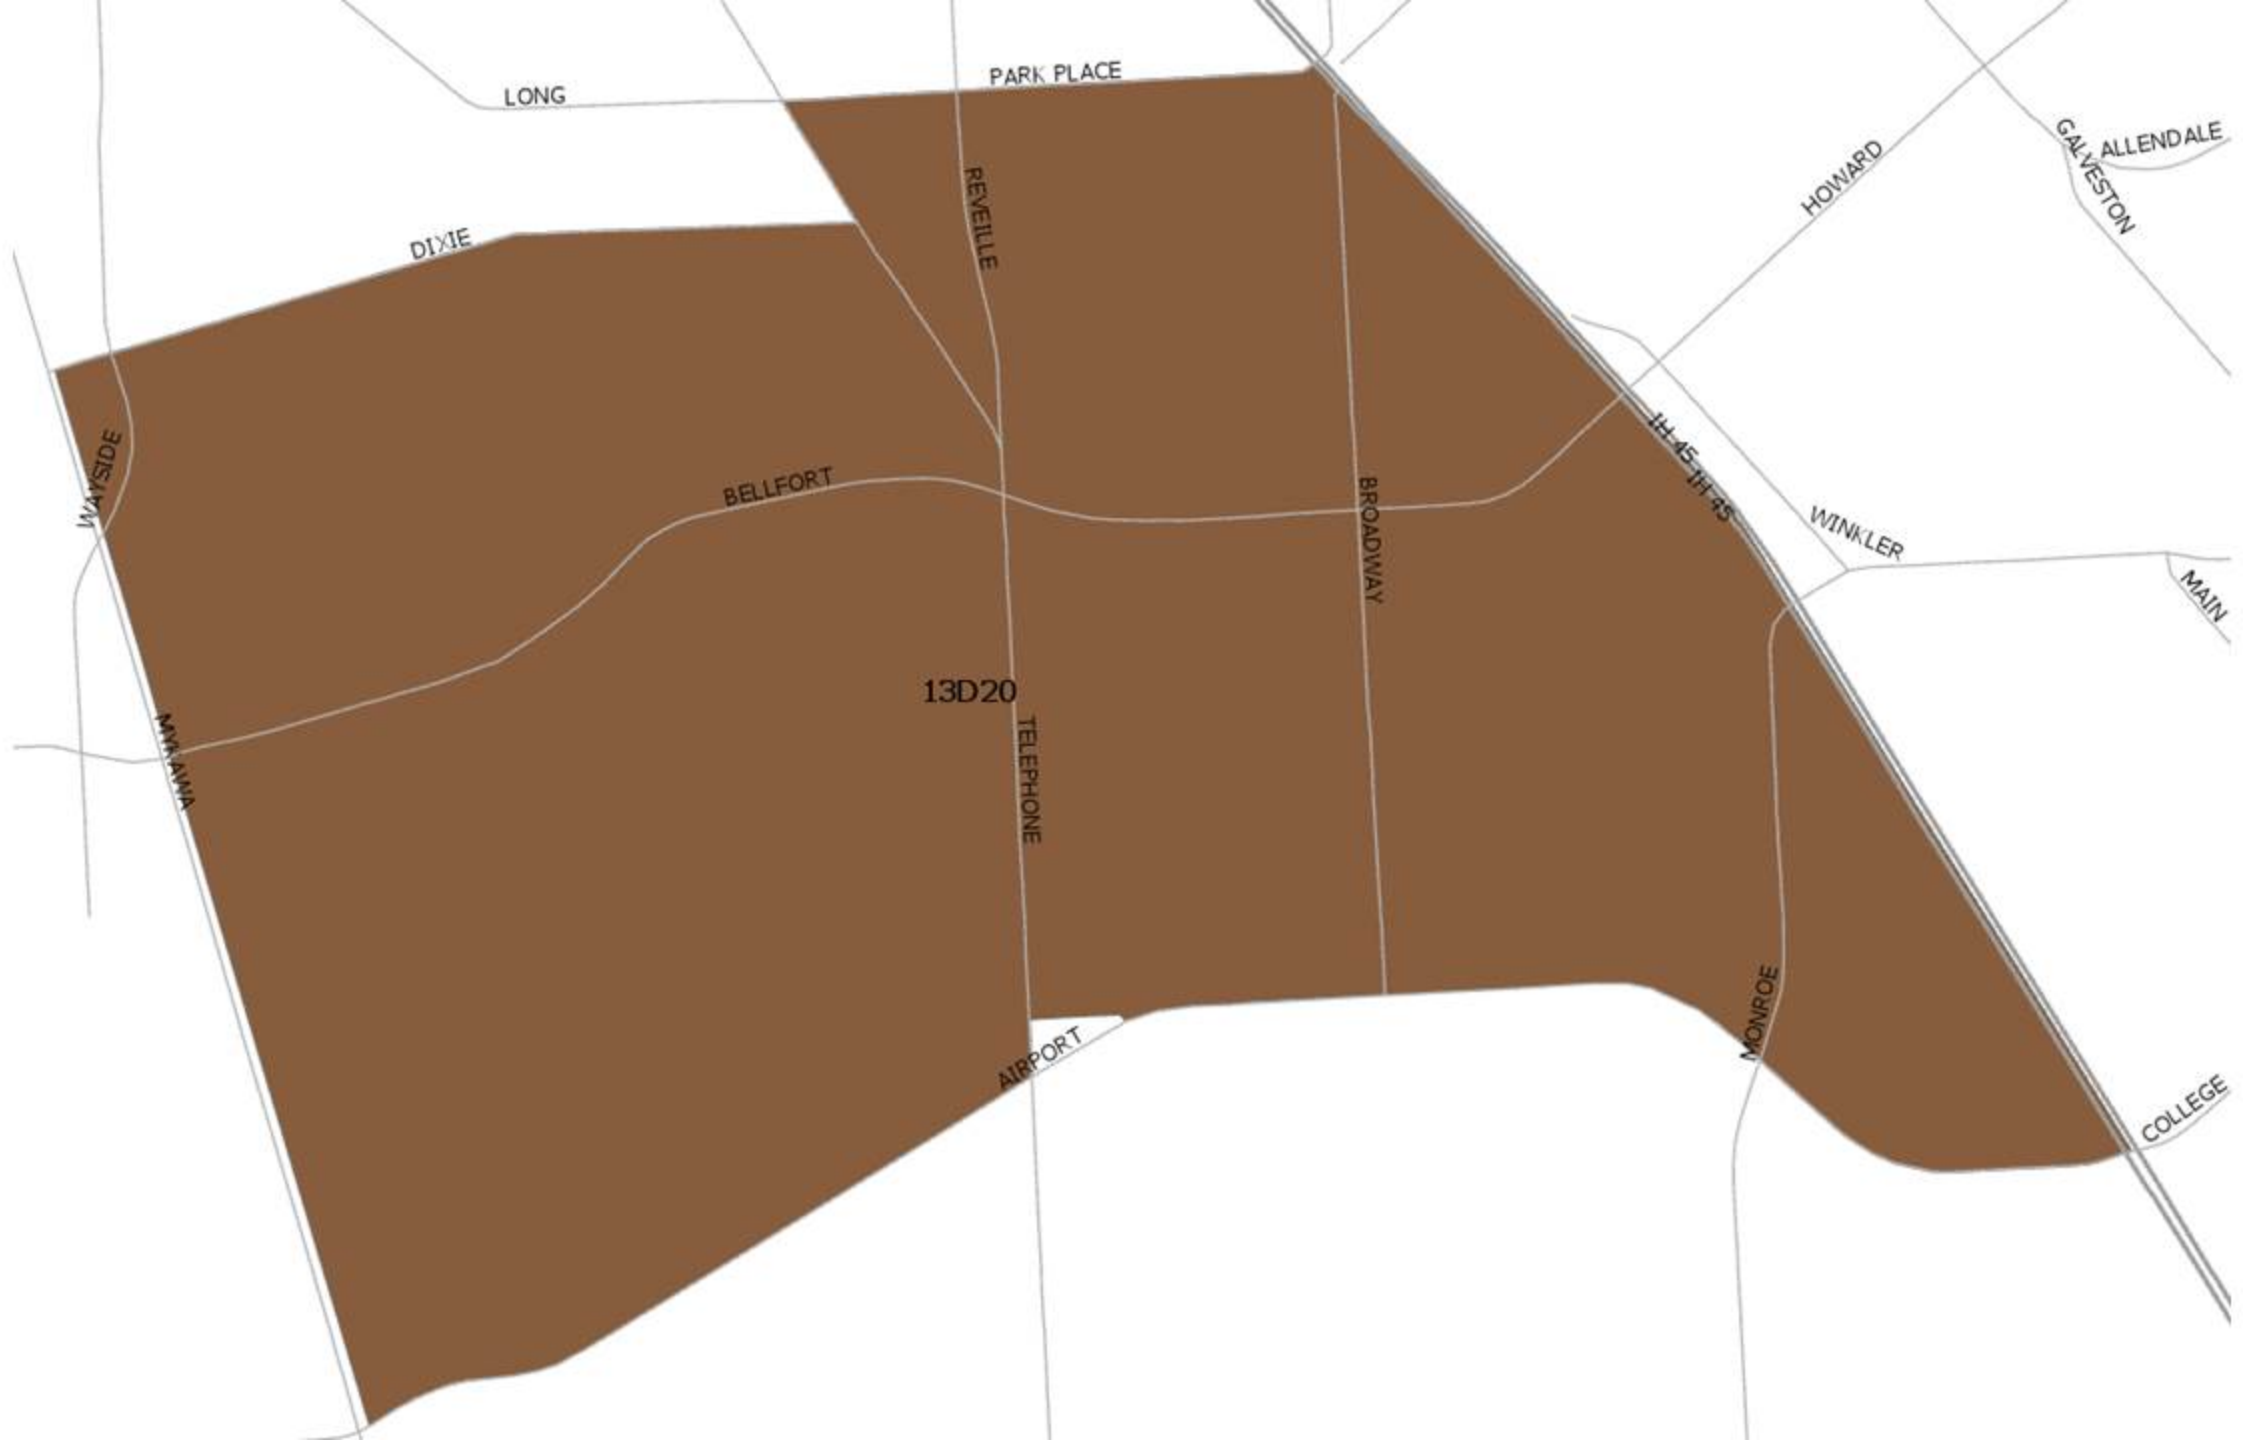 PARK PLACE
LONG
ALLENDALE
GALVESTON
HOWARD
REVEILLE
DIXIE
IH 45
IH 45
WAYSIDE
BELLFORT
BROADWAY
WINKLER
MAIN
13D20
MYKAWA
TELEPHONE
MONROE
AIRPORT
COLLEGE